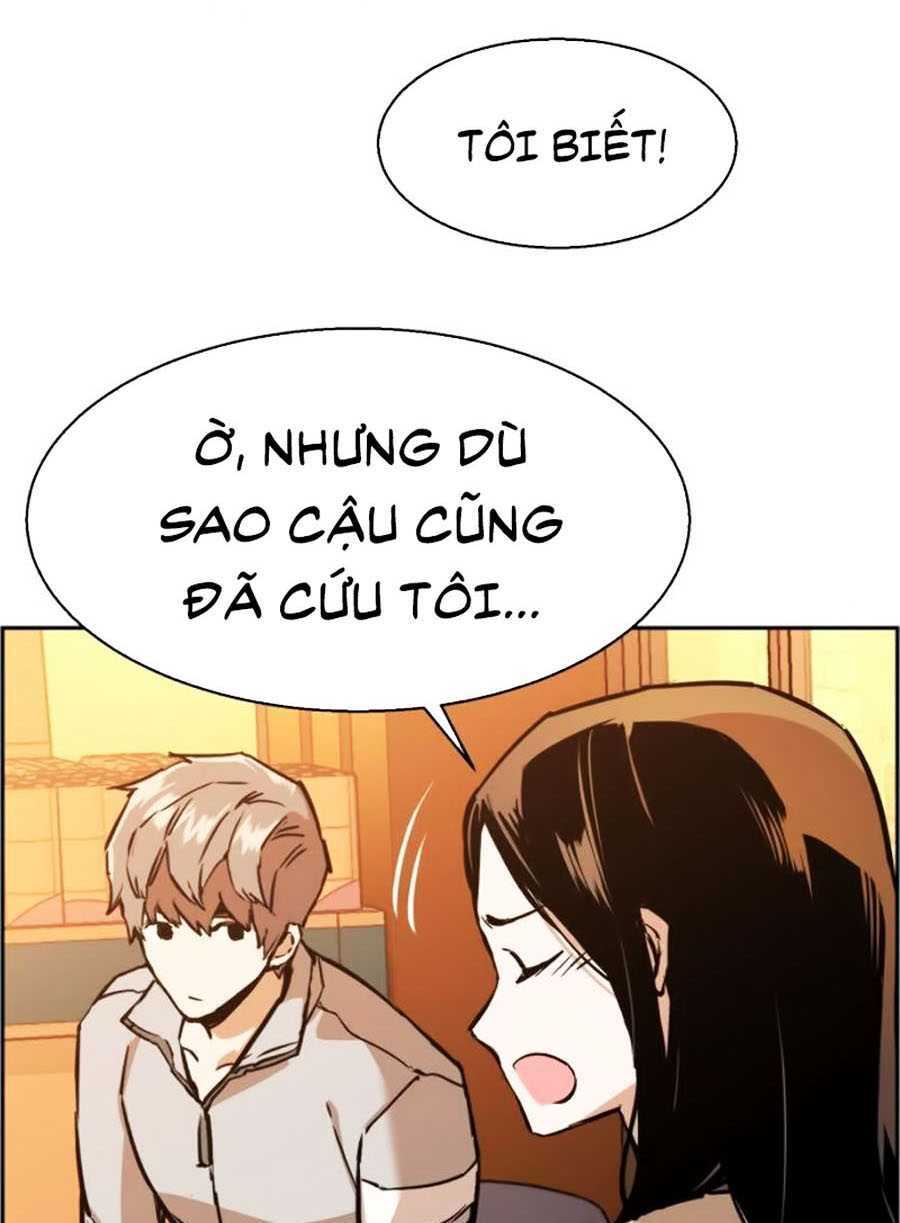 TÔI BIẾT!
Ờ, NHƯNG DÙ
SAO CẬU CŨNG
ĐÃ CỨU TÔI...